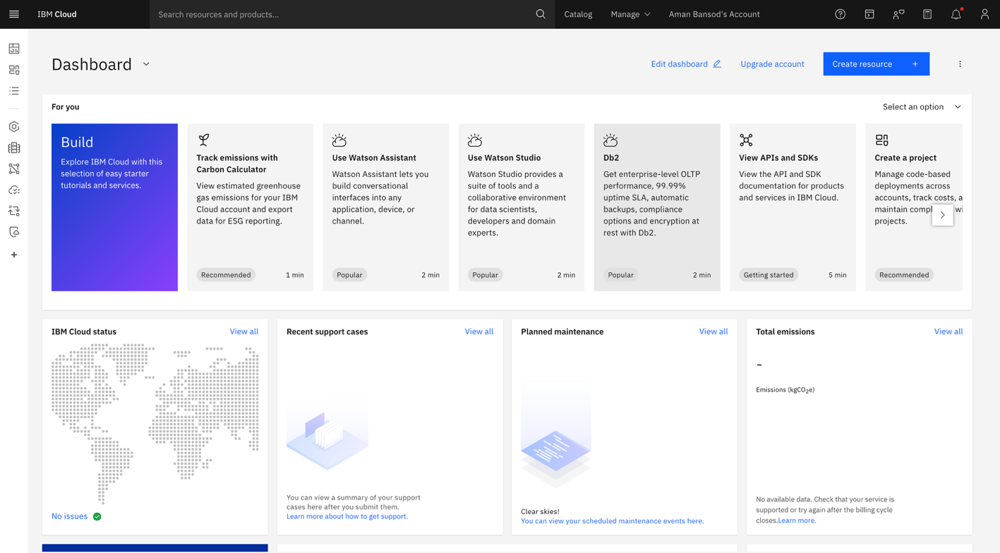 IBM Cloud
Search resources and products...
Catalog
Manage
Aman Bansod's Account
Dashboard
Edit dashboard
Upgrade account
Create resource +
For you
Select an option
Build
Explore IBM Cloud with this
selection of easy starter
tutorials and services.
Track emissions with
Carbon Calculator
View estimated greenhouse
gas emissions for your IBM
Cloud account and export
data for ESG reporting.
Recommended
1 min
Use Watson Assistant
Watson Assistant lets you
build conversational
interfaces into any
application, device, or
channel.
Popular
2 min
Use Watson Studio
Watson Studio provides a
suite of tools and a
collaborative environment
for data scientists,
developers and domain
experts.
Popular
2 min
Db2
Get enterprise-level OLTP
performance, 99.99%
uptime SLA, automatic
backups, compliance
options and encryption at
rest with Db2.
Popular
2 min
View APIs and SDKs
View the API and SDK
documentation for products
and services in IBM Cloud.
Getting started
5 min
Create a project
Manage code-based
deployments across
accounts, track costs, a
maintain compl wi
projects.
Recommended
IBM Cloud status
View all
No issues
Recent support cases
View all
You can view a summary of your support
cases here after you submit them.
Learn more about how to get support.
Planned maintenance
View all
Clear skies!
You can view your scheduled maintenance events here.
Total emissions
View all
–
Emissions (kgCO₂e)
No available data. Check that your service is
supported or try again after the billing cycle
closes.Learn more.